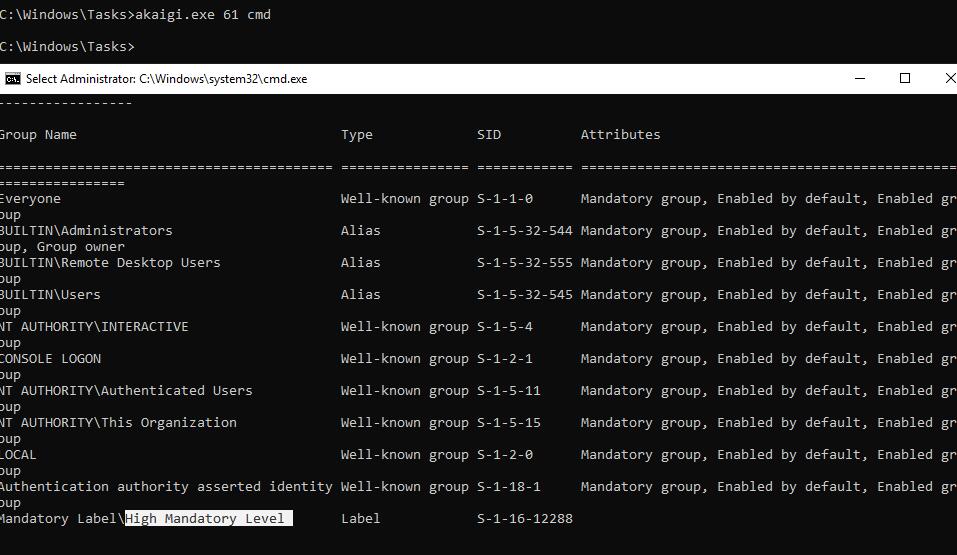 C:\Windows\Tasks>akaigi.exe 61 cmd
C:\Windows\Tasks>
Select Administrator: C:\Windows\system32\cmd.exe
-----------------
Group Name Type SID Attributes
========================================= ================ ============ ===============================================
================
Everyone Well-known group S-1-1-0 Mandatory group, Enabled by default, Enabled gr
oup
BUILTIN\Administrators Alias S-1-5-32-544 Mandatory group, Enabled by default, Enabled gr
oup, Group owner
BUILTIN\Remote Desktop Users Alias S-1-5-32-555 Mandatory group, Enabled by default, Enabled gr
oup
BUILTIN\Users Alias S-1-5-32-545 Mandatory group, Enabled by default, Enabled gr
oup
NT AUTHORITY\INTERACTIVE Well-known group S-1-5-4 Mandatory group, Enabled by default, Enabled gr
oup
CONSOLE LOGON Well-known group S-1-2-1 Mandatory group, Enabled by default, Enabled gr
oup
NT AUTHORITY\Authenticated Users Well-known group S-1-5-11 Mandatory group, Enabled by default, Enabled gr
oup
NT AUTHORITY\This Organization Well-known group S-1-5-15 Mandatory group, Enabled by default, Enabled gr
oup
LOCAL Well-known group S-1-2-0 Mandatory group, Enabled by default, Enabled gr
oup
Authentication authority asserted identity Well-known group S-1-18-1 Mandatory group, Enabled by default, Enabled gr
oup
Mandatory Label\High Mandatory Level Label S-1-16-12288